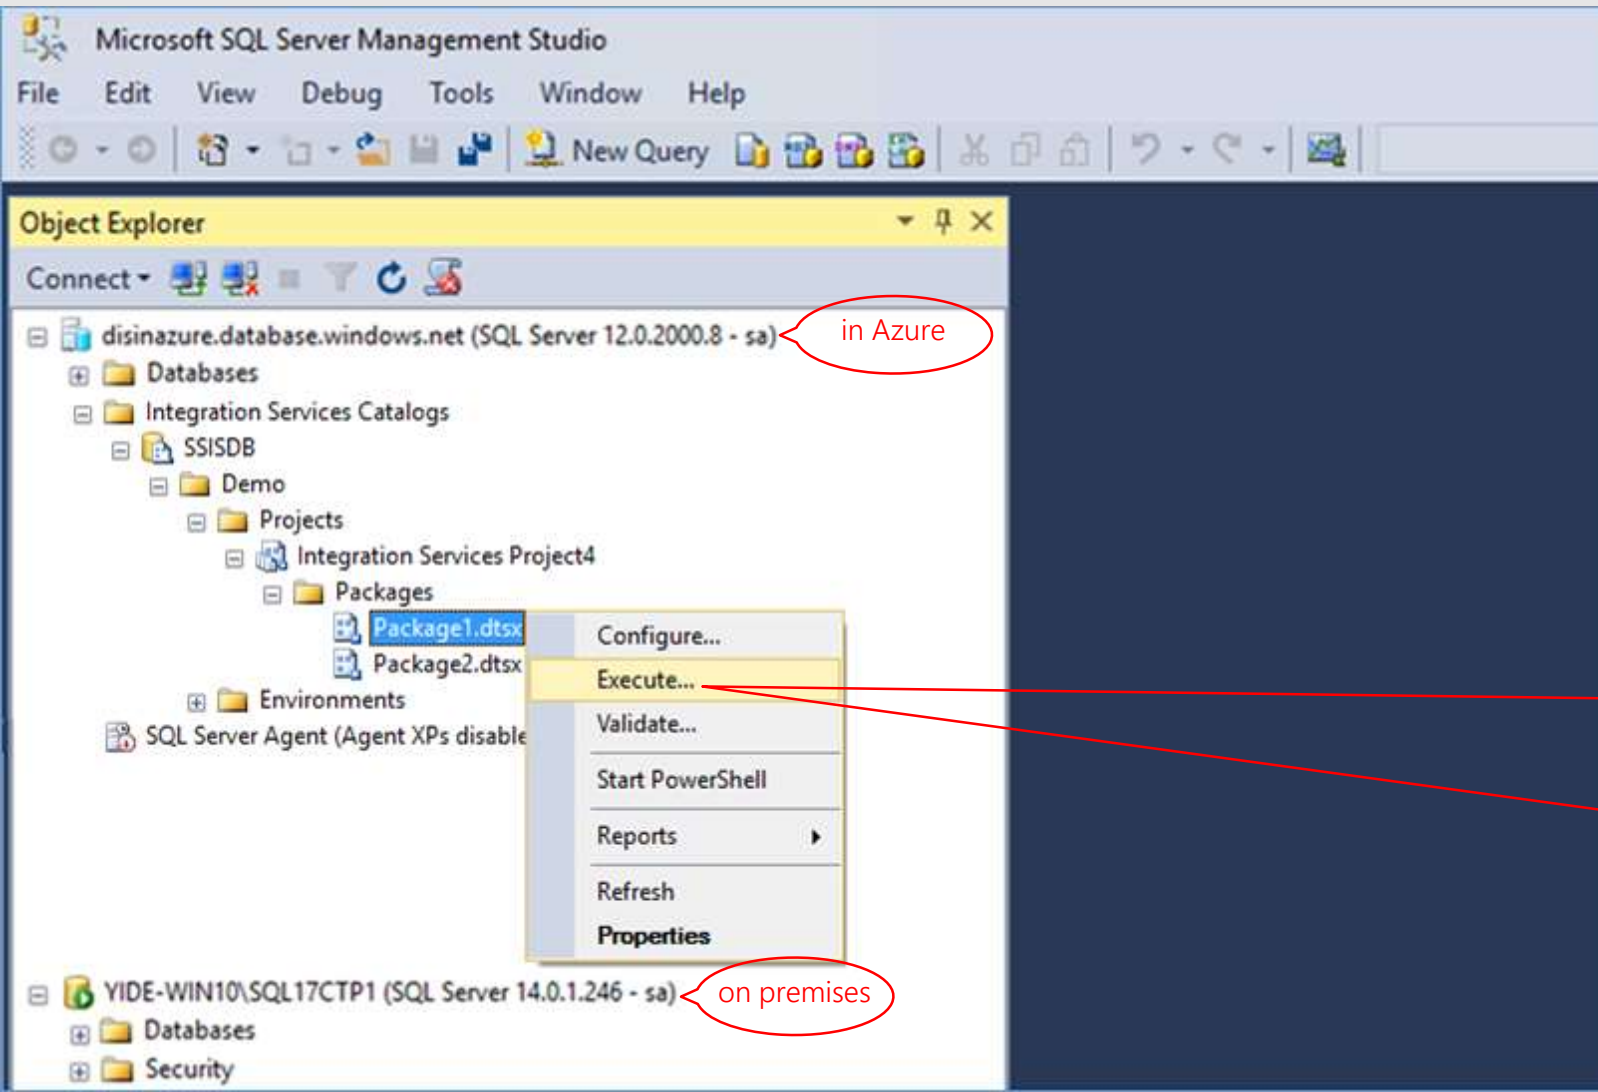 Microsoft SQL Server Management Studio
File Edit View Debug Tools Window Help
New Query
Object Explorer
Connect
disinazure.database.windows.net (SQL Server 12.0.2000.8 - sa)
in Azure
Databases
Integration Services Catalogs
SSISDB
Demo
Projects
Integration Services Project4
Packages
Package1.dtsx
Configure...
Package2.dtsx
Execute...
Environments
Validate...
SQL Server Agent (Agent XPs disable
Start PowerShell
Reports
Refresh
Properties
YIDE-WIN10\SQL17CTP1 (SQL Server 14.0.1.246 - sa)
on premises
Databases
Security